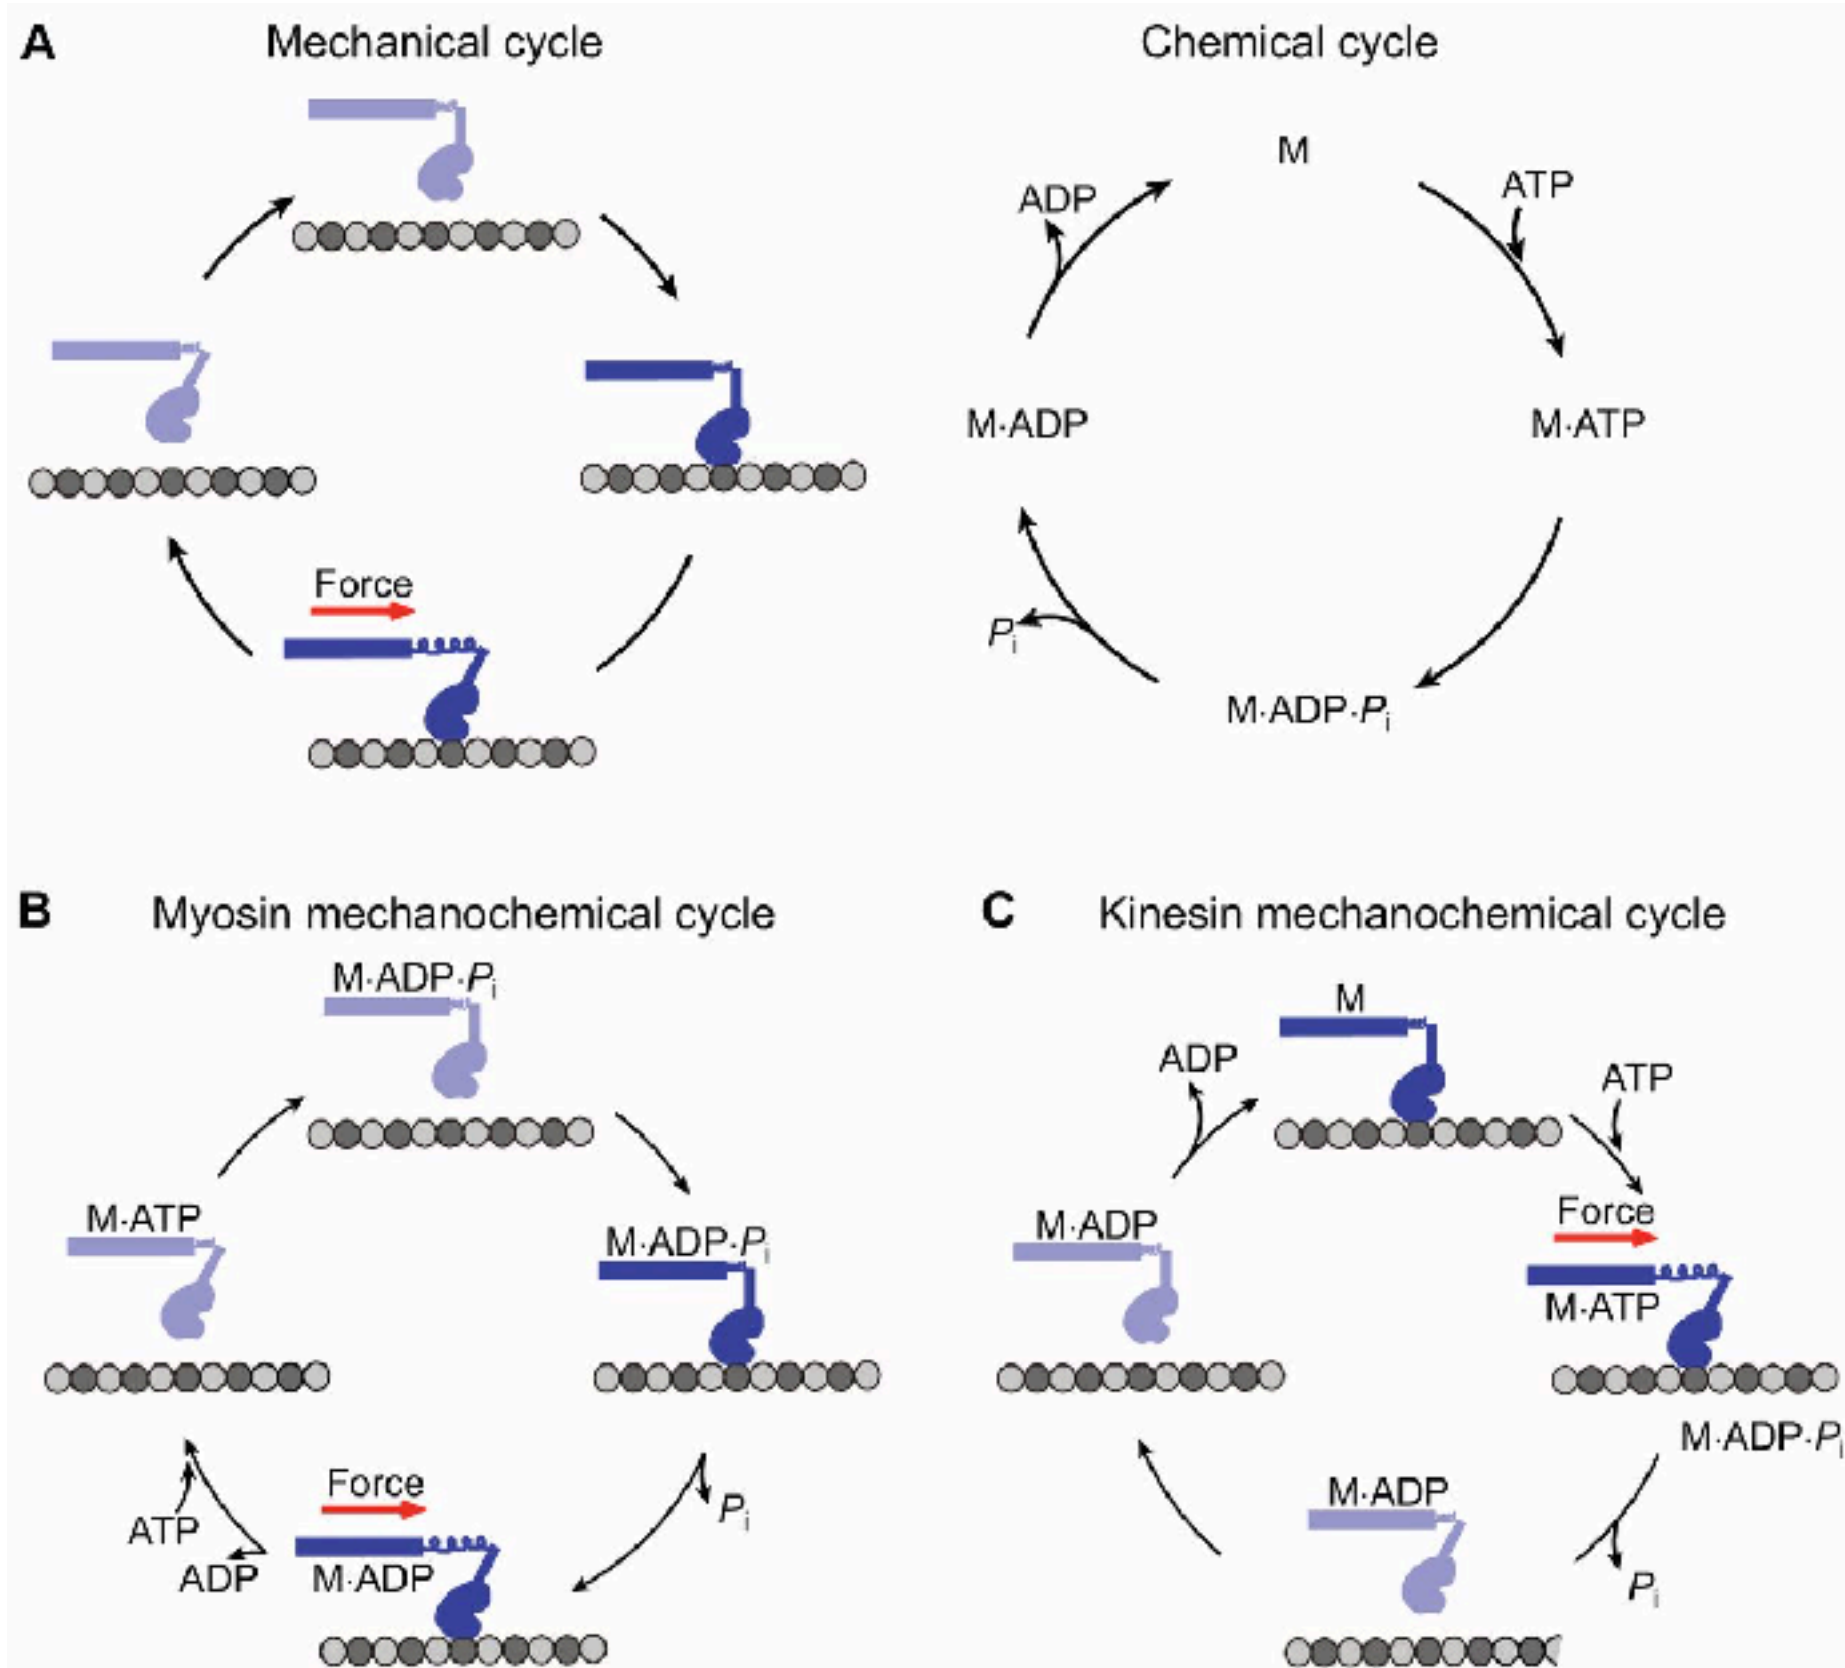 A
Mechanical cycle
Force
Chemical cycle
M
ATP
M·ATP
M·ADP·Pi
Pi
M·ADP
ADP
B
Myosin mechanochemical cycle
M·ADP·Pi
M·ADP·Pi
Pi
Force
M·ADP
ADP
ATP
M·ATP
C
Kinesin mechanochemical cycle
M
ATP
Force
M·ATP
M·ADP·Pi
Pi
M·ADP
M·ADP
ADP